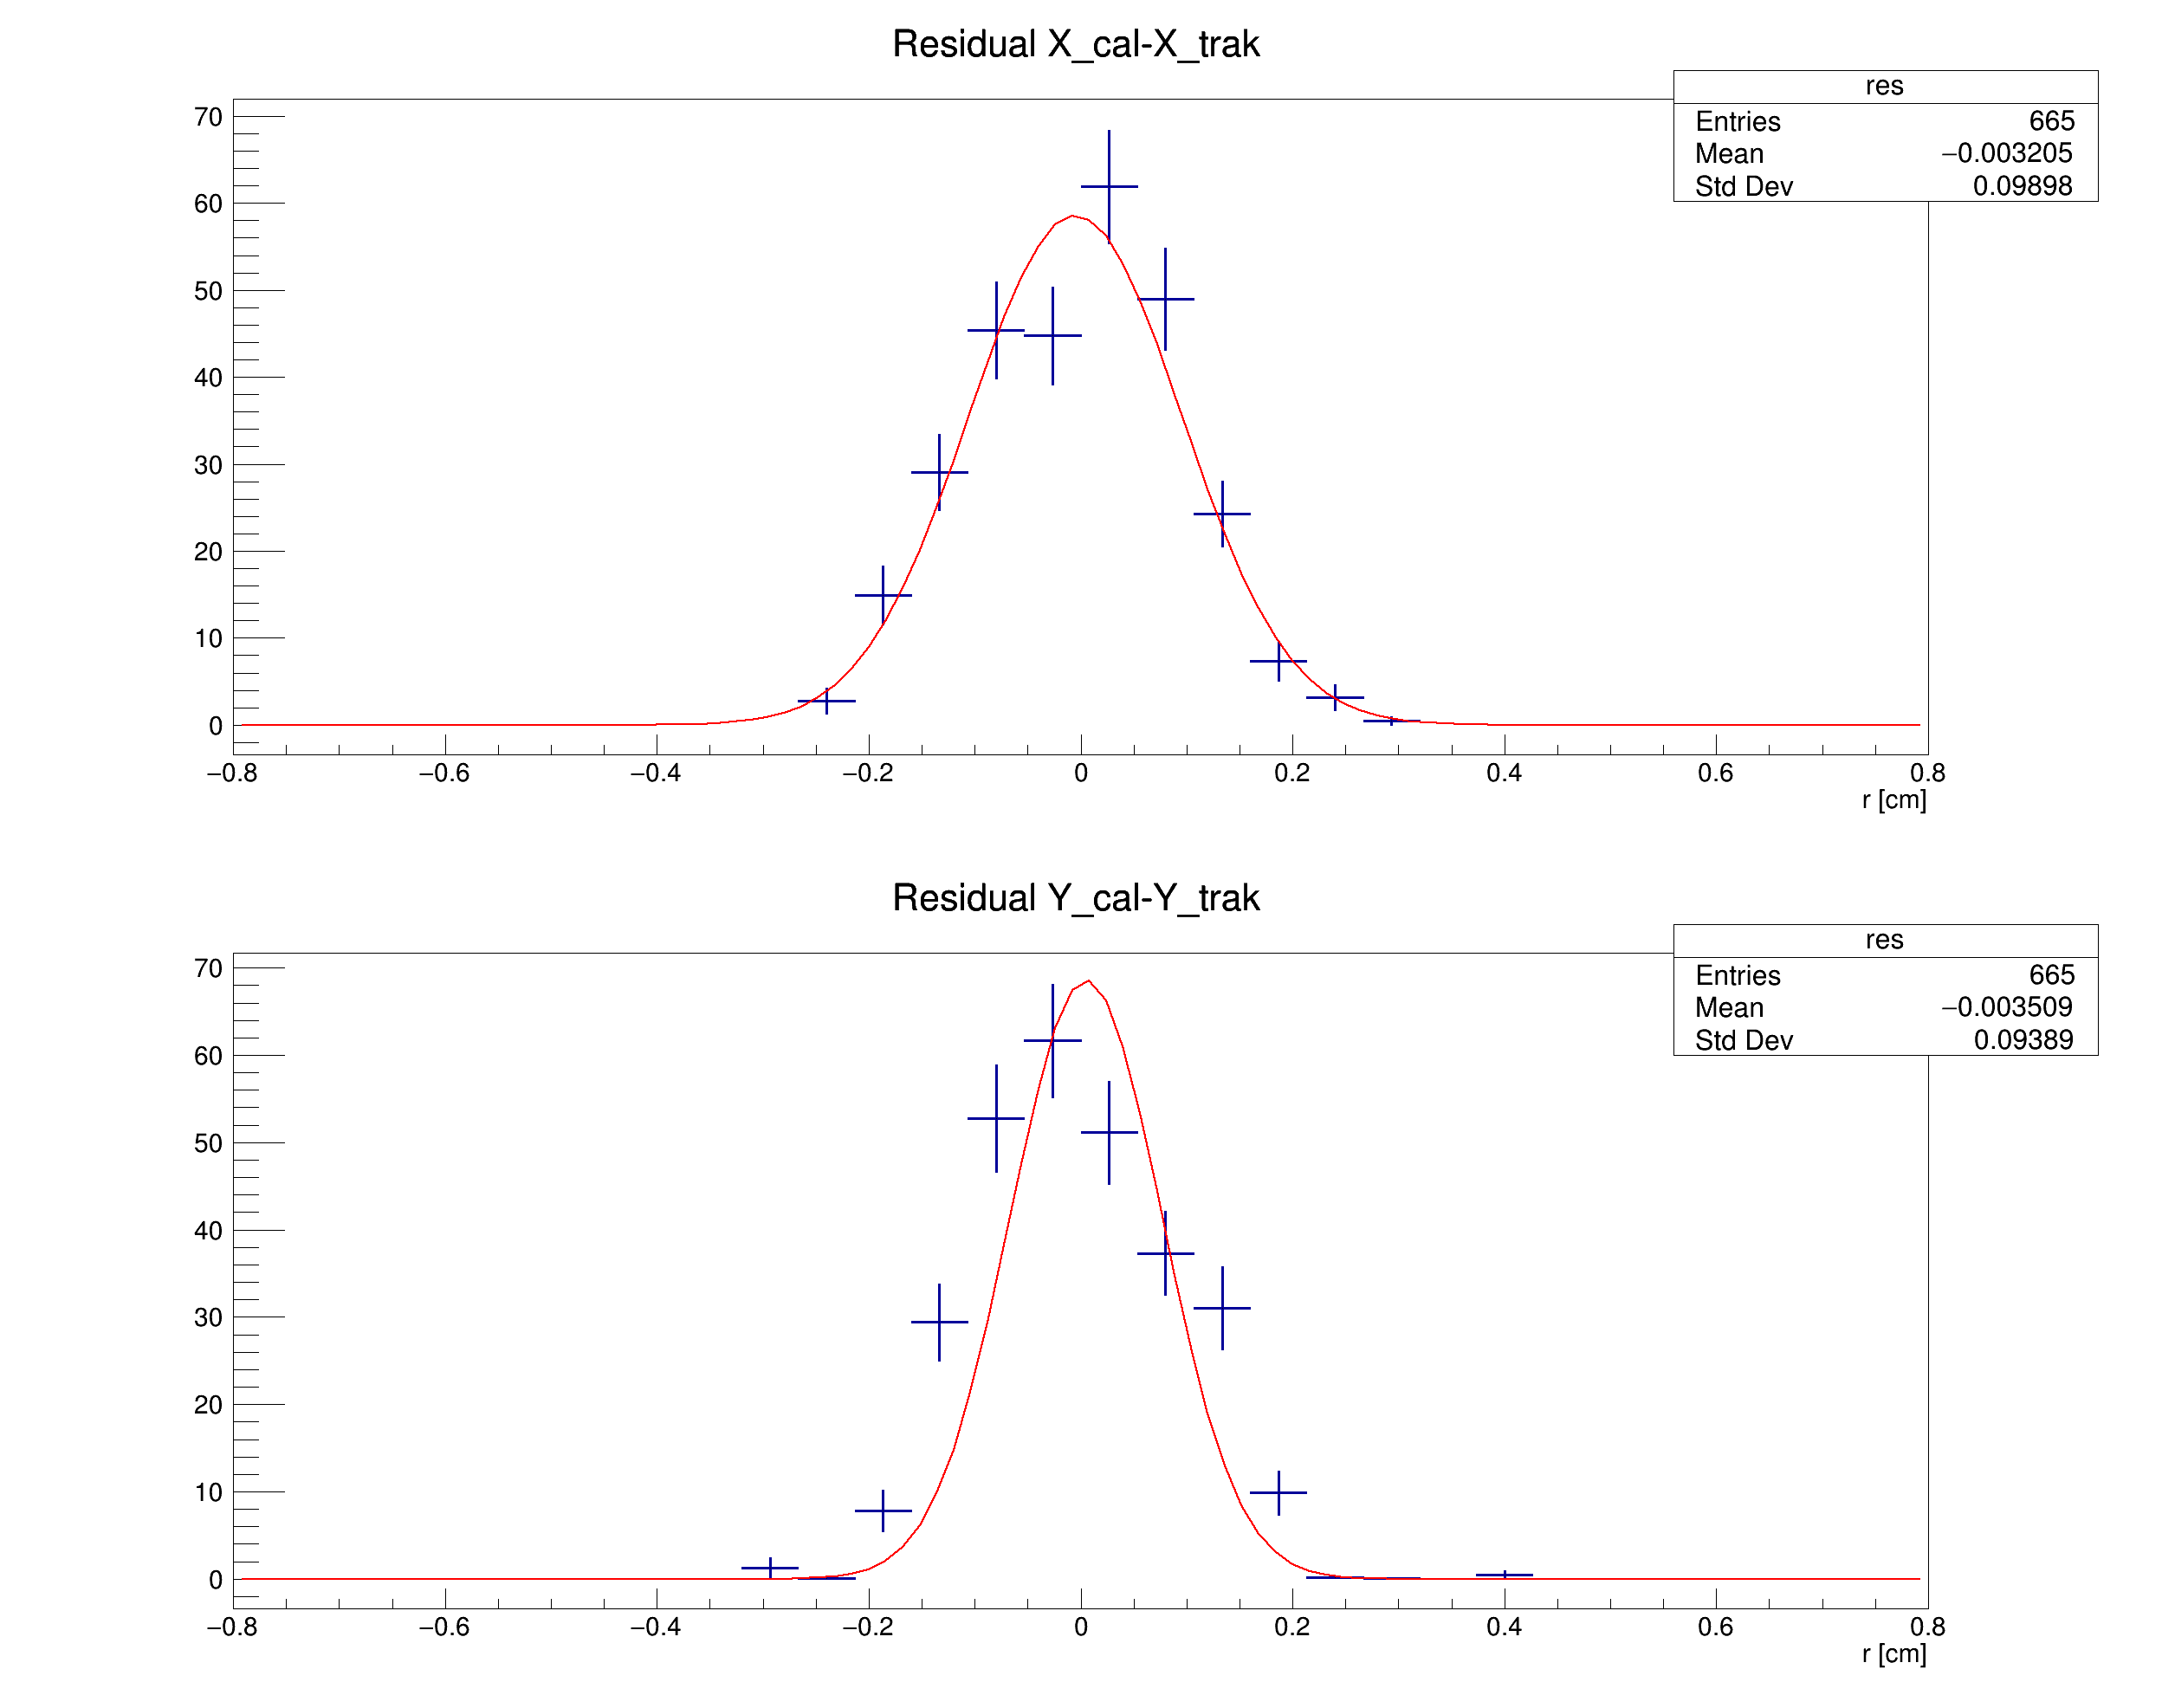 Residual X_cal-X_trak
res
Entries 665
Mean −0.003205
Std Dev 0.09898
70
60
50
40
30
20
10
0
−0.8 −0.6 −0.4 −0.2 0 0.2 0.4 0.6 0.8
r [cm]
Residual Y_cal-Y_trak
res
Entries 665
Mean −0.003509
Std Dev 0.09389
70
60
50
40
30
20
10
0
−0.8 −0.6 −0.4 −0.2 0 0.2 0.4 0.6 0.8
r [cm]